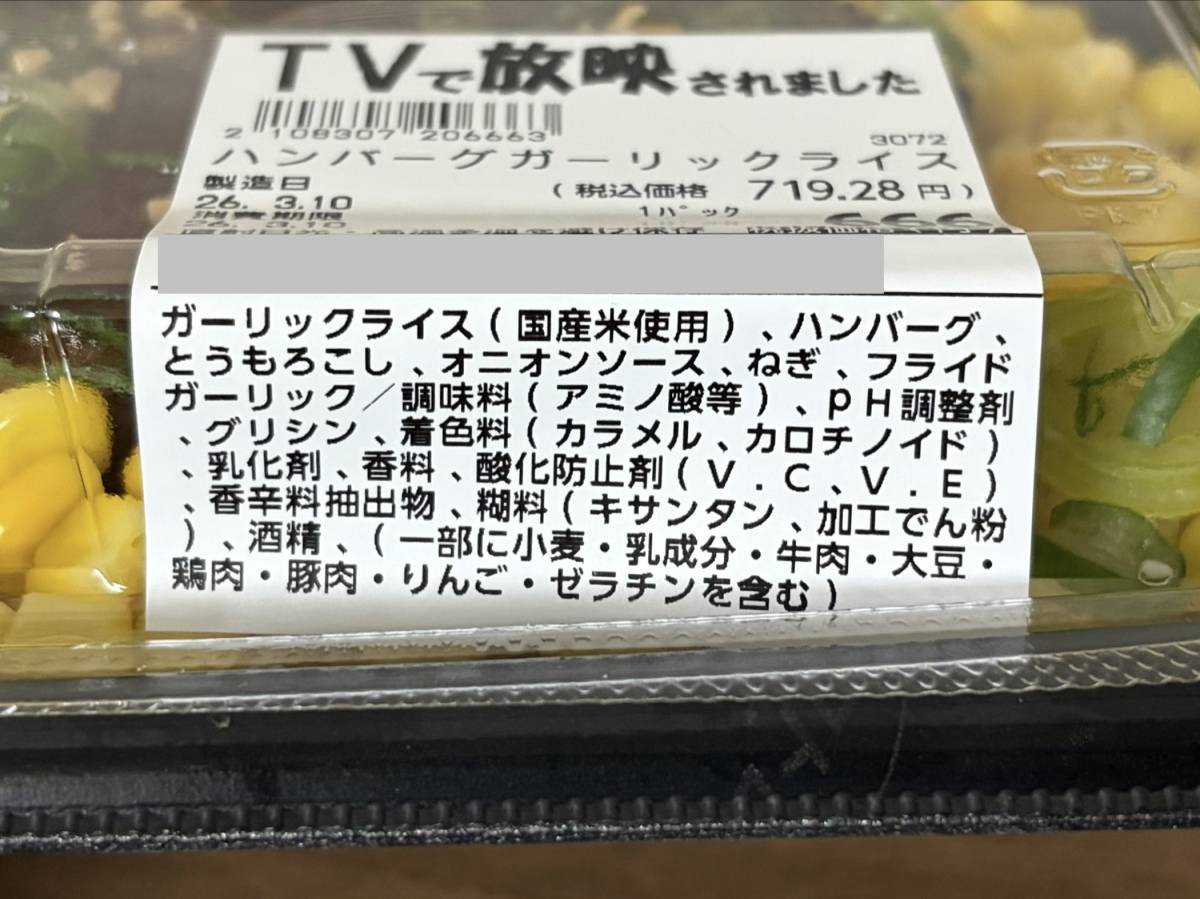 TVで放映されました
2 108307 206663
3072
ハンバーグガーリックライス
製造日
(税込価格 719.28円)
26. 3.10
1パック
消費期限
26. 3.10
666
ガーリックライス(国産米使用)、ハンバーグ、
とうもろこし、オニオンソース、ねぎ、フライド
ガーリック/調味料(アミノ酸等)、pH調整剤
、グリシン、着色料(カラメル、カロチノイド)
、乳化剤、香料、酸化防止剤(V.C、V.E)
、香辛料抽出物、糊料(キサンタン、加工でん粉
)、酒精、(一部に小麦・乳成分・牛肉・大豆・
鶏肉・豚肉・りんご・ゼラチンを含む)